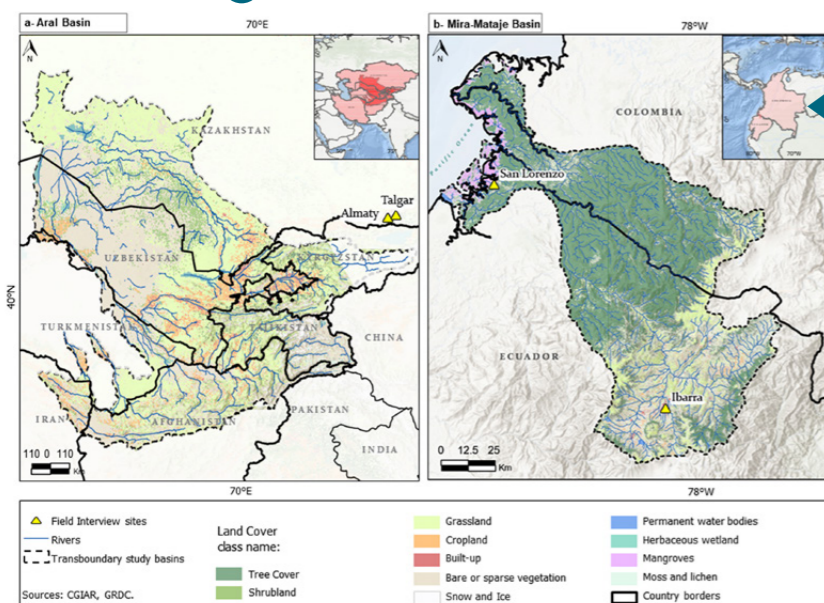 a- Aral Basin
70°E
b- Mira-Mataje Basin
78°W
N
KAZAKHSTAN
Talgar
Almaty
UZBEKISTAN
KYRGYZSTAN
40°N
TURKMENISTAN
TAJIKISTAN
CHINA
IRAN
AFGHANISTAN
PAKISTAN
INDIA
110 0 110
Km
70°E
N
COLOMBIA
Pacific Ocean
San Lorenzo
ECUADOR
Ibarra
0 12.5 25
Km
78°W
Field Interview sites
Rivers
Transboundary study basins
Sources: CGIAR, GRDC.
Land Cover
class name:
Tree Cover
Shrubland
Grassland
Cropland
Built-up
Bare or sparse vegetation
Snow and Ice
Permanent water bodies
Herbaceous wetland
Mangroves
Moss and lichen
Country borders